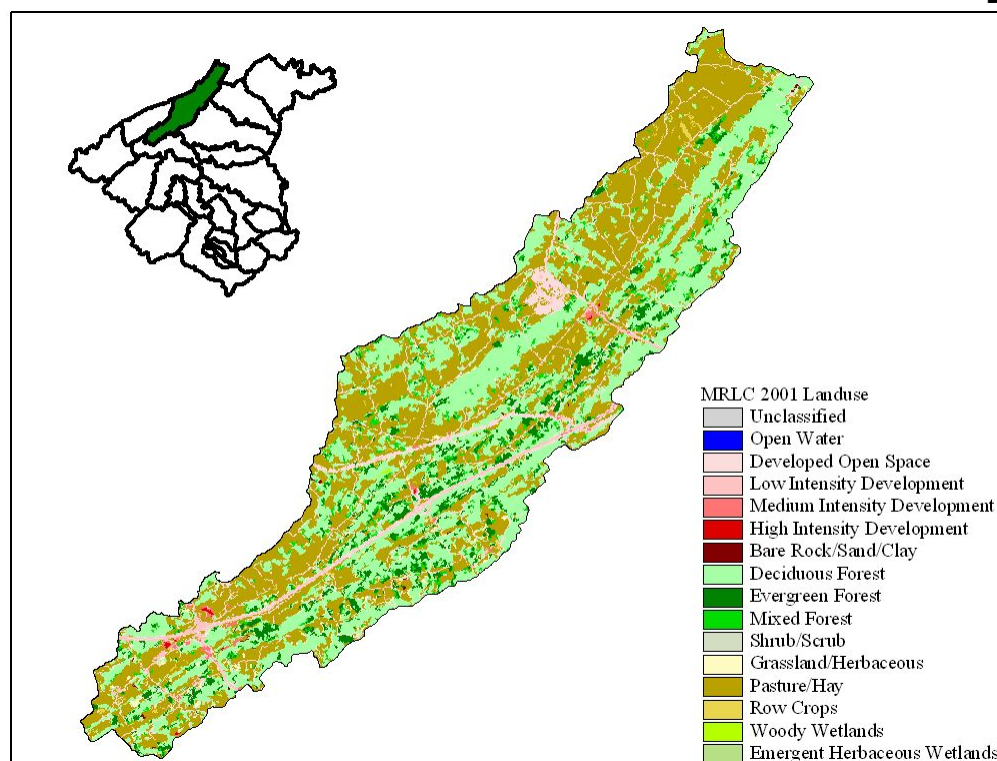 MRLC 2001 Landuse
Unclassified
Open Water
Developed Open Space
Low Intensity Development
Medium Intensity Development
High Intensity Development
Bare Rock/Sand/Clay
Deciduous Forest
Evergreen Forest
Mixed Forest
Shrub/Scrub
Grassland/Herbaceous
Pasture/Hay
Row Crops
Woody Wetlands
Emergent Herbaceous Wetlands